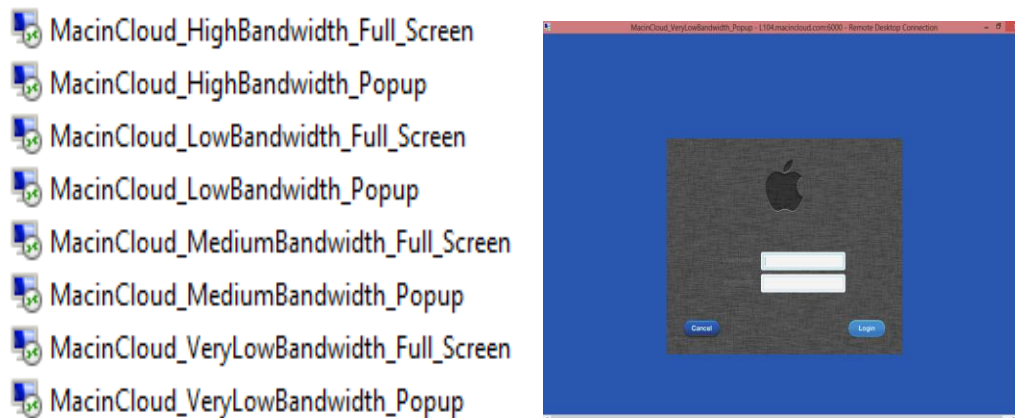 MacinCloud_HighBandwidth_Full_Screen
MacinCloud_HighBandwidth_Popup
MacinCloud_LowBandwidth_Full_Screen
MacinCloud_LowBandwidth_Popup
MacinCloud_MediumBandwidth_Full_Screen
MacinCloud_MediumBandwidth_Popup
MacinCloud_VeryLowBandwidth_Full_Screen
MacinCloud_VeryLowBandwidth_Popup
MacinCloud_VeryLowBandwidth_Popup - L104.macincloud.com:6000 - Remote Desktop Connection
Cancel
Login